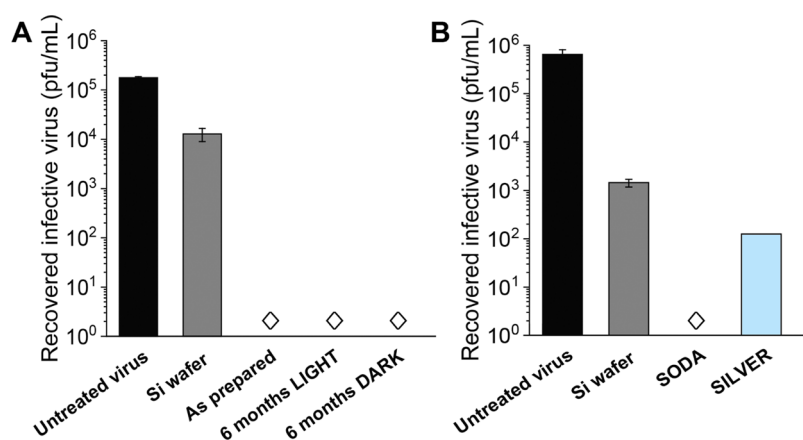 A
Recovered infective virus (pfu/mL)
10^6
10^5
10^4
10^3
10^2
10^1
10^0
Untreated virus
Si wafer
As prepared
6 months LIGHT
6 months DARK
B
Recovered infective virus (pfu/mL)
10^6
10^5
10^4
10^3
10^2
10^1
10^0
Untreated virus
Si wafer
SODA
SILVER